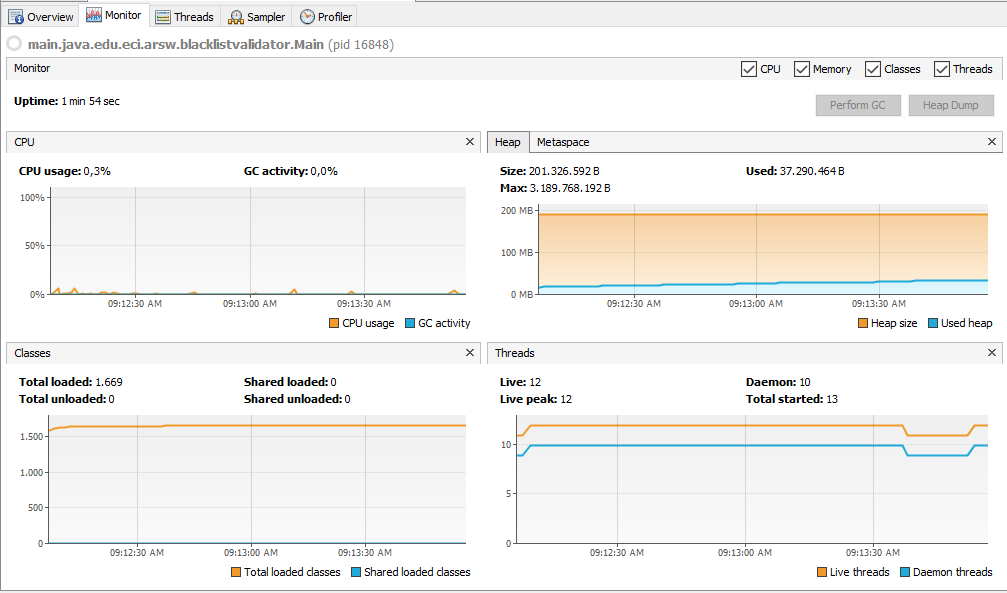 Overview Monitor Threads Sampler Profiler
main.java.edu.eci.arsw.blacklistvalidator.Main (pid 16848)
Monitor CPU Memory Classes Threads
Uptime: 1 min 54 sec Perform GC Heap Dump
CPU
CPU usage: 0,3% GC activity: 0,0%
100%
50%
0%
09:12:30 AM 09:13:00 AM 09:13:30 AM
CPU usage GC activity
Heap Metaspace
Size: 201.326.592 B Used: 37.290.464 B
Max: 3.189.768.192 B
200 MB
100 MB
0 MB
09:12:30 AM 09:13:00 AM 09:13:30 AM
Heap size Used heap
Classes
Total loaded: 1.669 Shared loaded: 0
Total unloaded: 0 Shared unloaded: 0
1.500
1.000
500
0
09:12:30 AM 09:13:00 AM 09:13:30 AM
Total loaded classes Shared loaded classes
Threads
Live: 12 Daemon: 10
Live peak: 12 Total started: 13
10
5
0
09:12:30 AM 09:13:00 AM 09:13:30 AM
Live threads Daemon threads